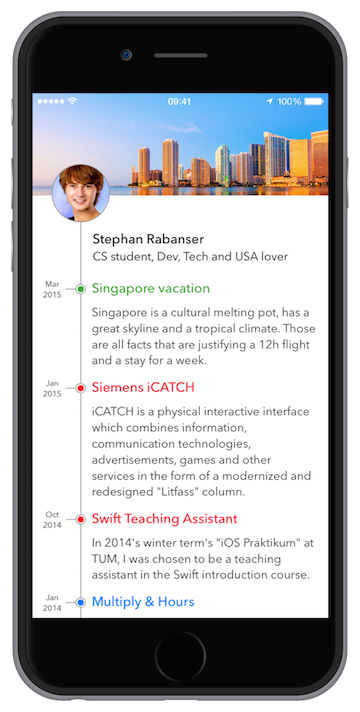 09:41
100%
Stephan Rabanser
CS student, Dev, Tech and USA lover
Mar
2015
Singapore vacation
Singapore is a cultural melting pot, has a
great skyline and a tropical climate. Those
are all facts that are justifying a 12h flight
and a stay for a week.
Jan
2015
Siemens iCATCH
iCATCH is a physical interactive interface
which combines information,
communication technologies,
advertisements, games and other
services in the form of a modernized and
redesigned "Litfass" column.
Oct
2014
Swift Teaching Assistant
In 2014's winter term's "iOS Praktikum" at
TUM, I was chosen to be a teaching
assistant in the Swift introduction course.
Jan
2014
Multiply & Hours